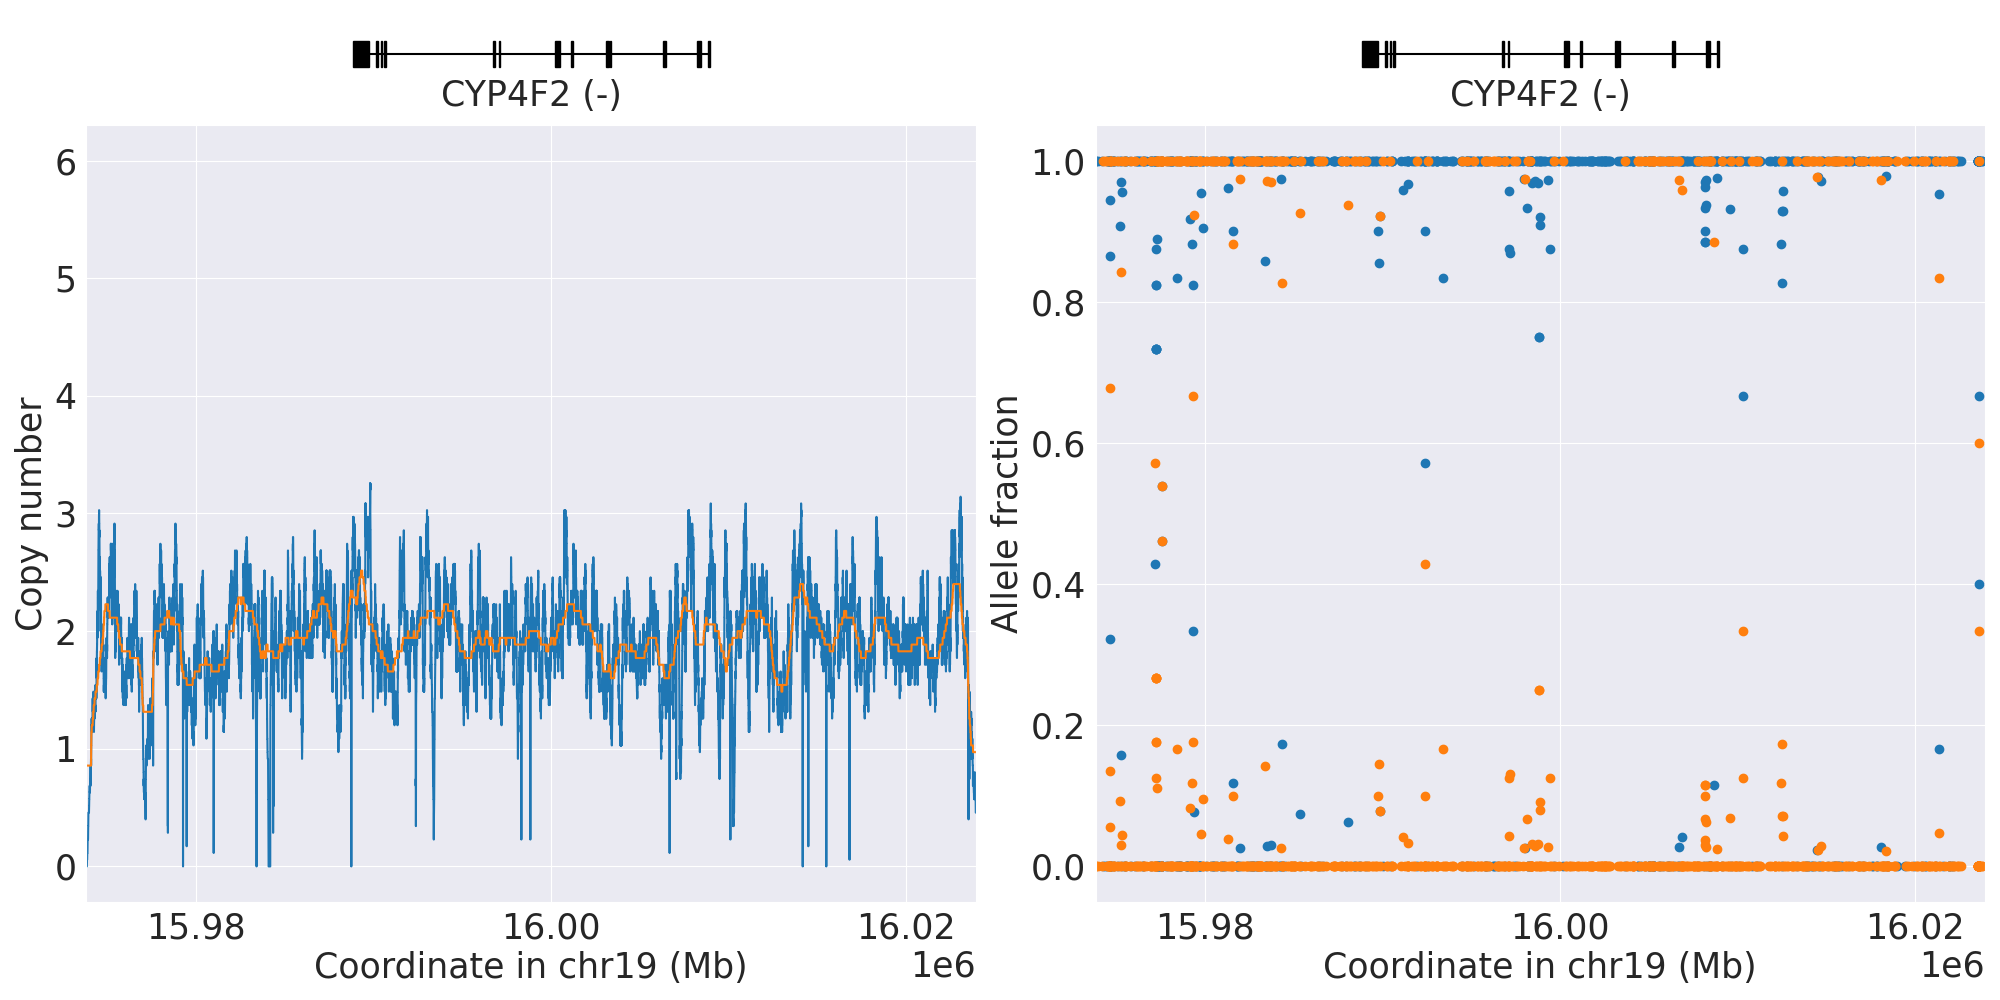 CYP4F2 (-)
CYP4F2 (-)
6
5
4
3
2
1
0
Copy number
15.98
16.00
16.02
Coordinate in chr19 (Mb)
1e6
1.0
0.8
0.6
0.4
0.2
0.0
Allele fraction
15.98
16.00
16.02
Coordinate in chr19 (Mb)
1e6